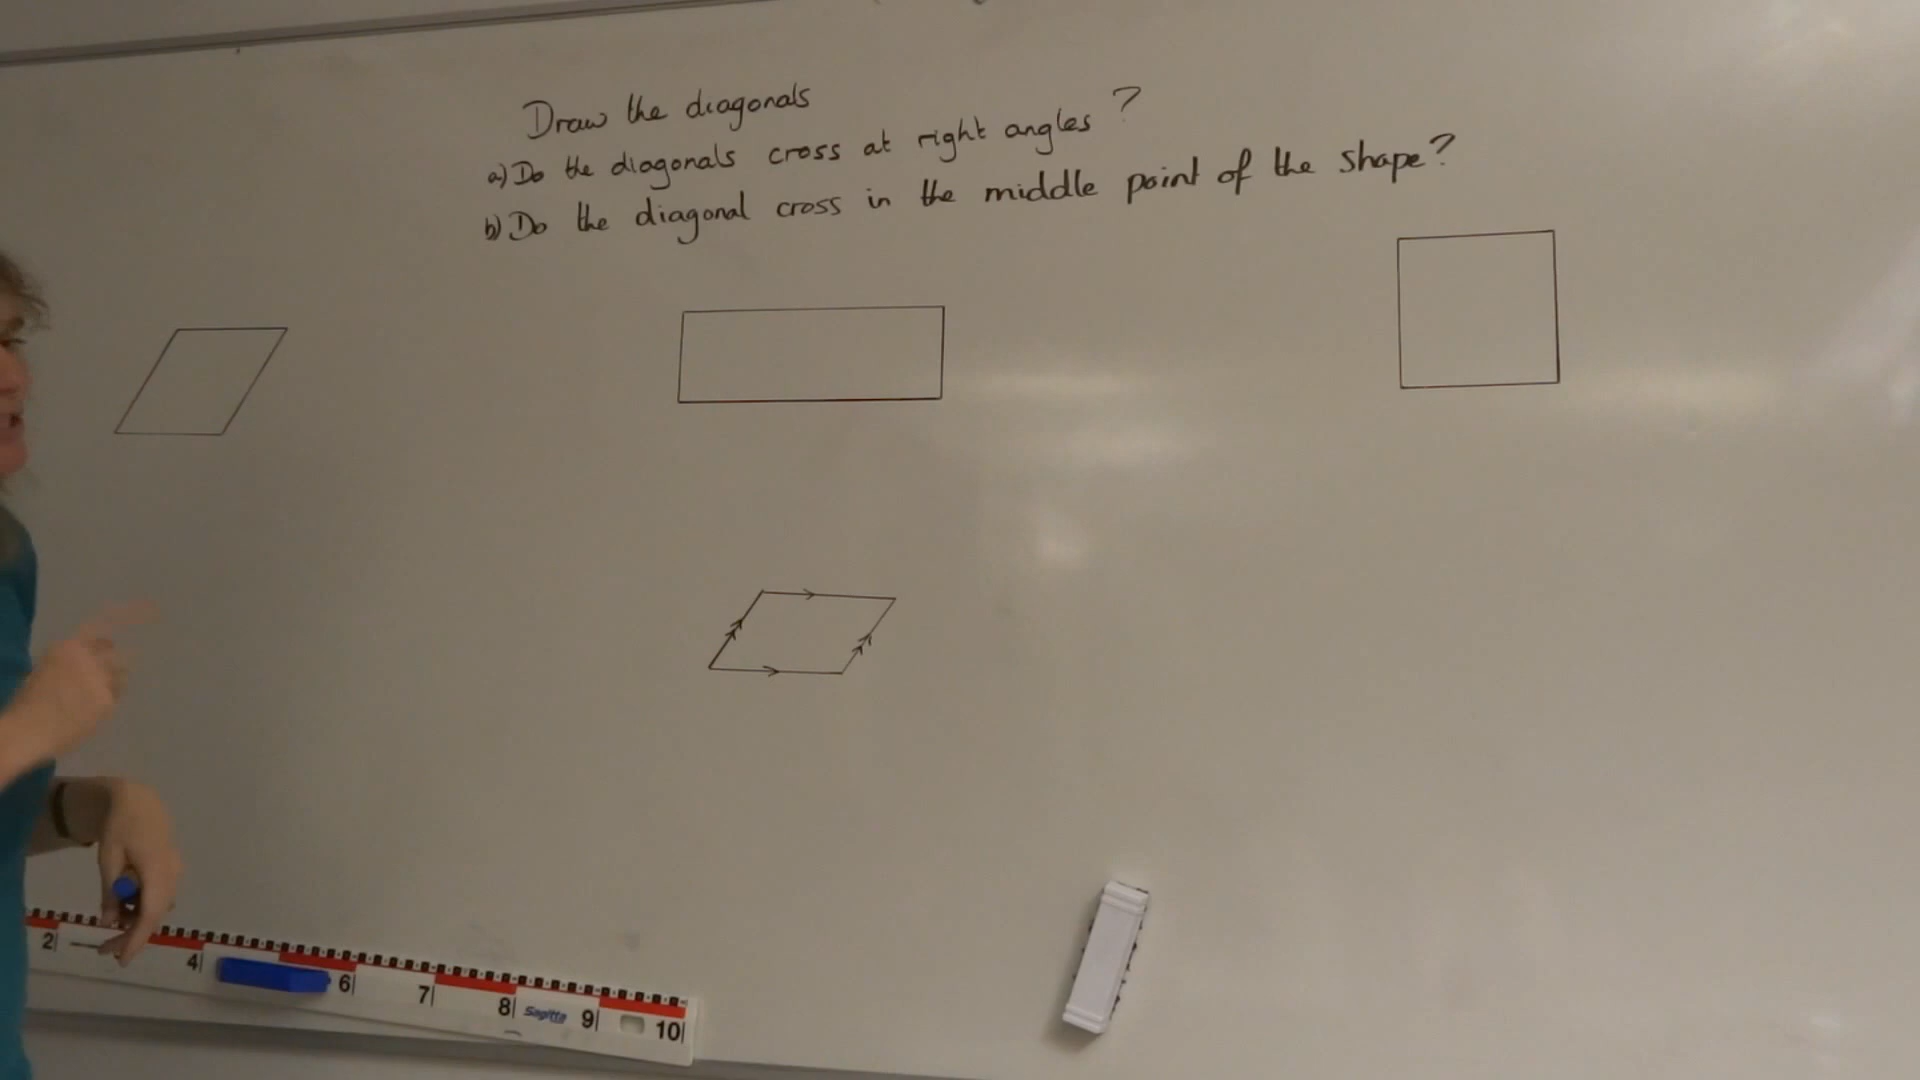 Draw the diagonals
a) Do the diagonals cross at right angles?
b) Do the diagonal cross in the middle point of the shape?
2 4 6 7 8 Sagitta 9 10